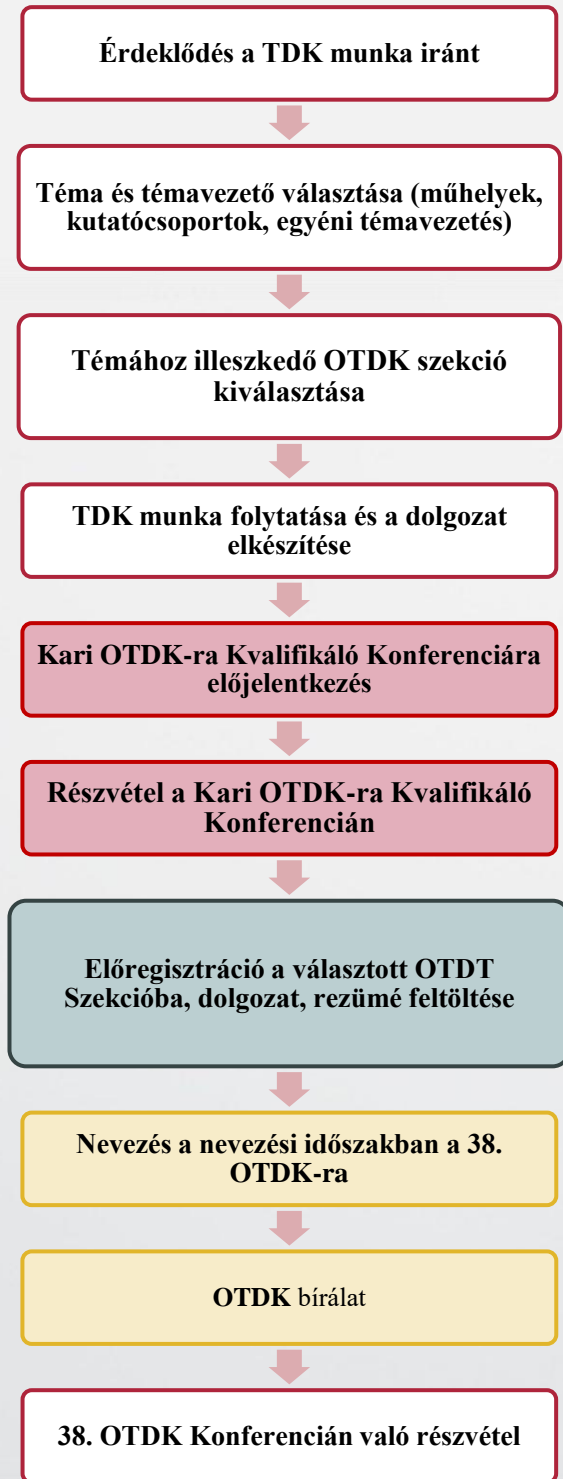 Érdeklődés a TDK munka iránt
Téma és témavezető választása (műhelyek,
kutatócsoportok, egyéni témavezetés)
Témához illeszkedő OTDK szekció
kiválasztása
TDK munka folytatása és a dolgozat
elkészítése
Kari OTDK-ra Kvalifikáló Konferenciára
előjelentkezés
Részvétel a Kari OTDK-ra Kvalifikáló
Konferencián
Előregisztráció a választott OTDT
Szekcióba, dolgozat, rezümé feltöltése
Nevezés a nevezési időszakban a 38.
OTDK-ra
OTDK bírálat
38. OTDK Konferencián való részvétel